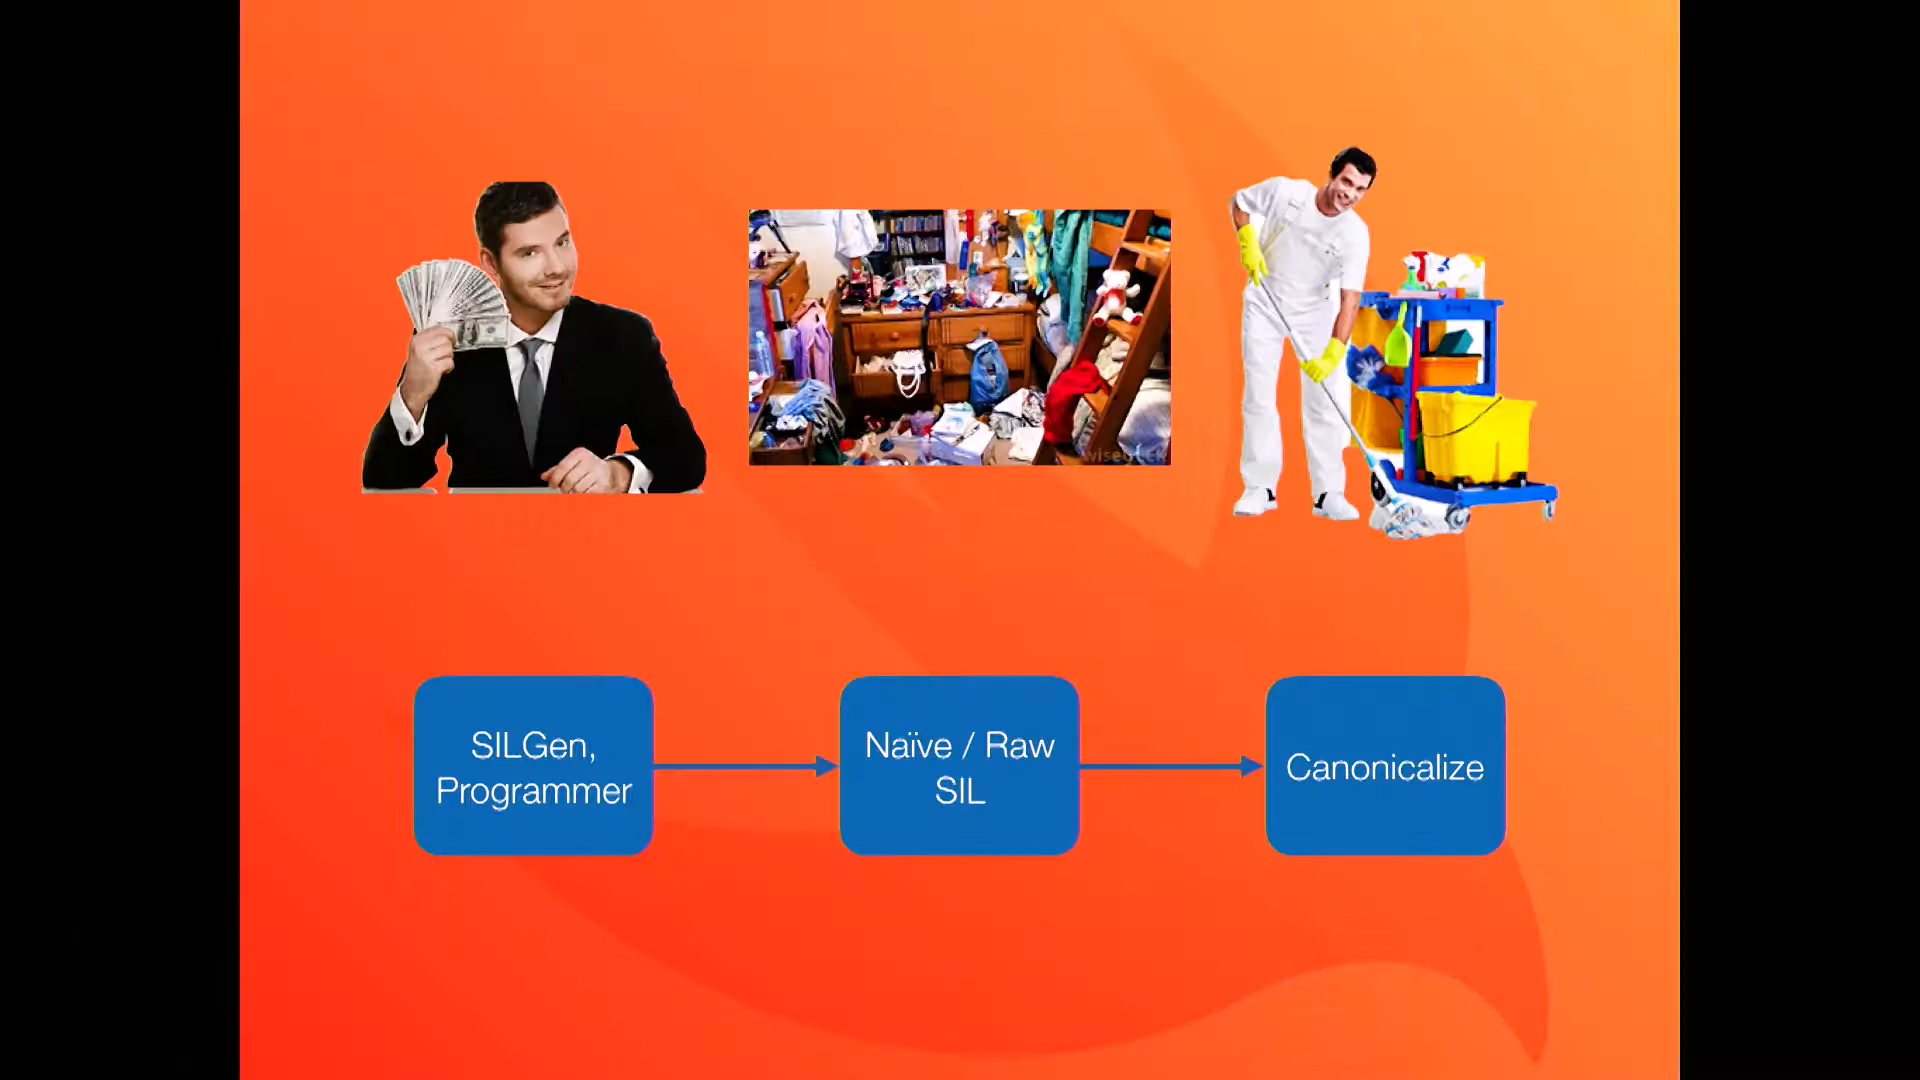 SILGen,
Programmer
Naïve / Raw
SIL
Canonicalize